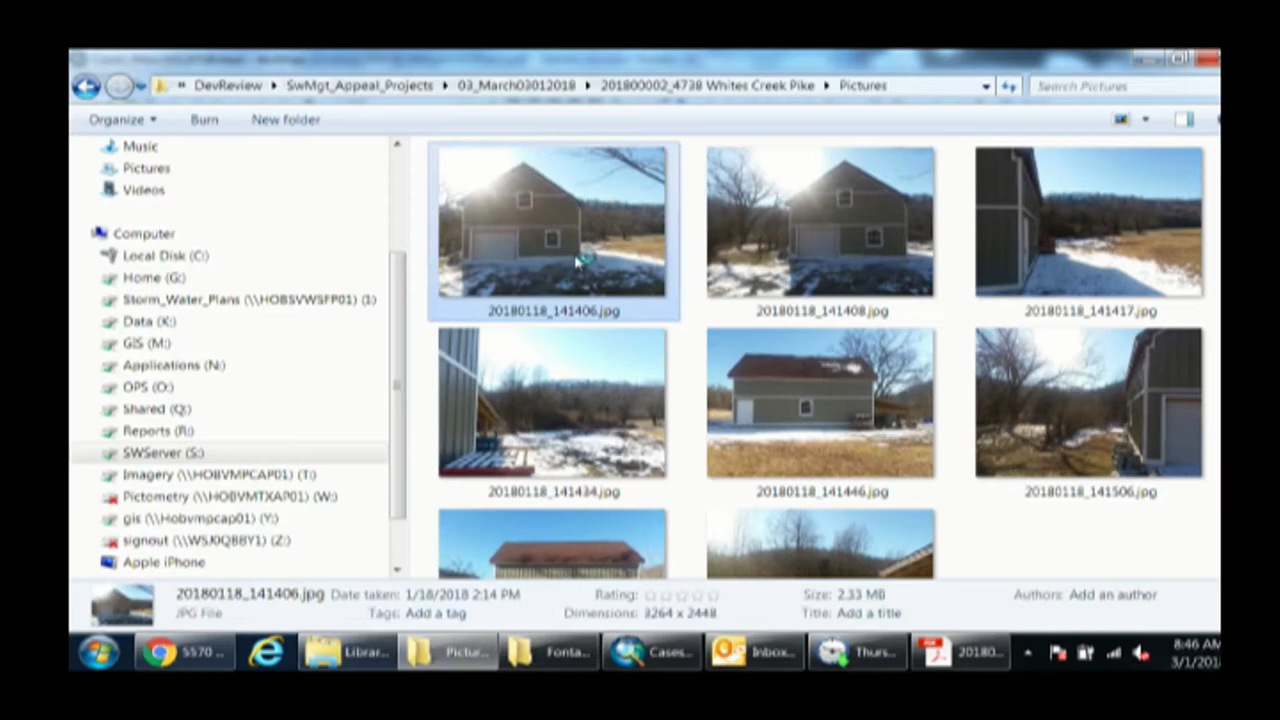 DevReview ▸ SwMgt_Appeal_Projects ▸ 03_March03012018 ▸ 201800002_4738 Whites Creek Pike ▸ Pictures
Search Pictures
Organize Burn New folder
Music
Pictures
Videos
Computer
Local Disk (C:)
Home (G:)
Storm_Water_Plans (\\HOBSVWSFP01) (I:)
Data (K:)
GIS (M:)
Applications (N:)
OPS (O:)
Shared (Q:)
Reports (R:)
SWServer (S:)
Imagery (\\HOBVMPCAP01) (T:)
Pictometry (\\HOBVMTXAP01) (W:)
gis (\\Hobvmpcap01) (Y:)
signout (\\WSJ0QBBY1) (Z:)
Apple iPhone
20180118_141406.jpg 20180118_141408.jpg 20180118_141417.jpg
20180118_141434.jpg 20180118_141446.jpg 20180118_141506.jpg
20180118_141406.jpg Date taken: 1/18/2018 2:14 PM Rating: Size: 2.33 MB Authors: Add an author
JPG File Tags: Add a tag Dimensions: 3264 x 2448 Title: Add a title
5570 ... Librar... Pictur... Fonta... Cases... Inbox... Thurs... 20180...
8:46 AM
3/1/201